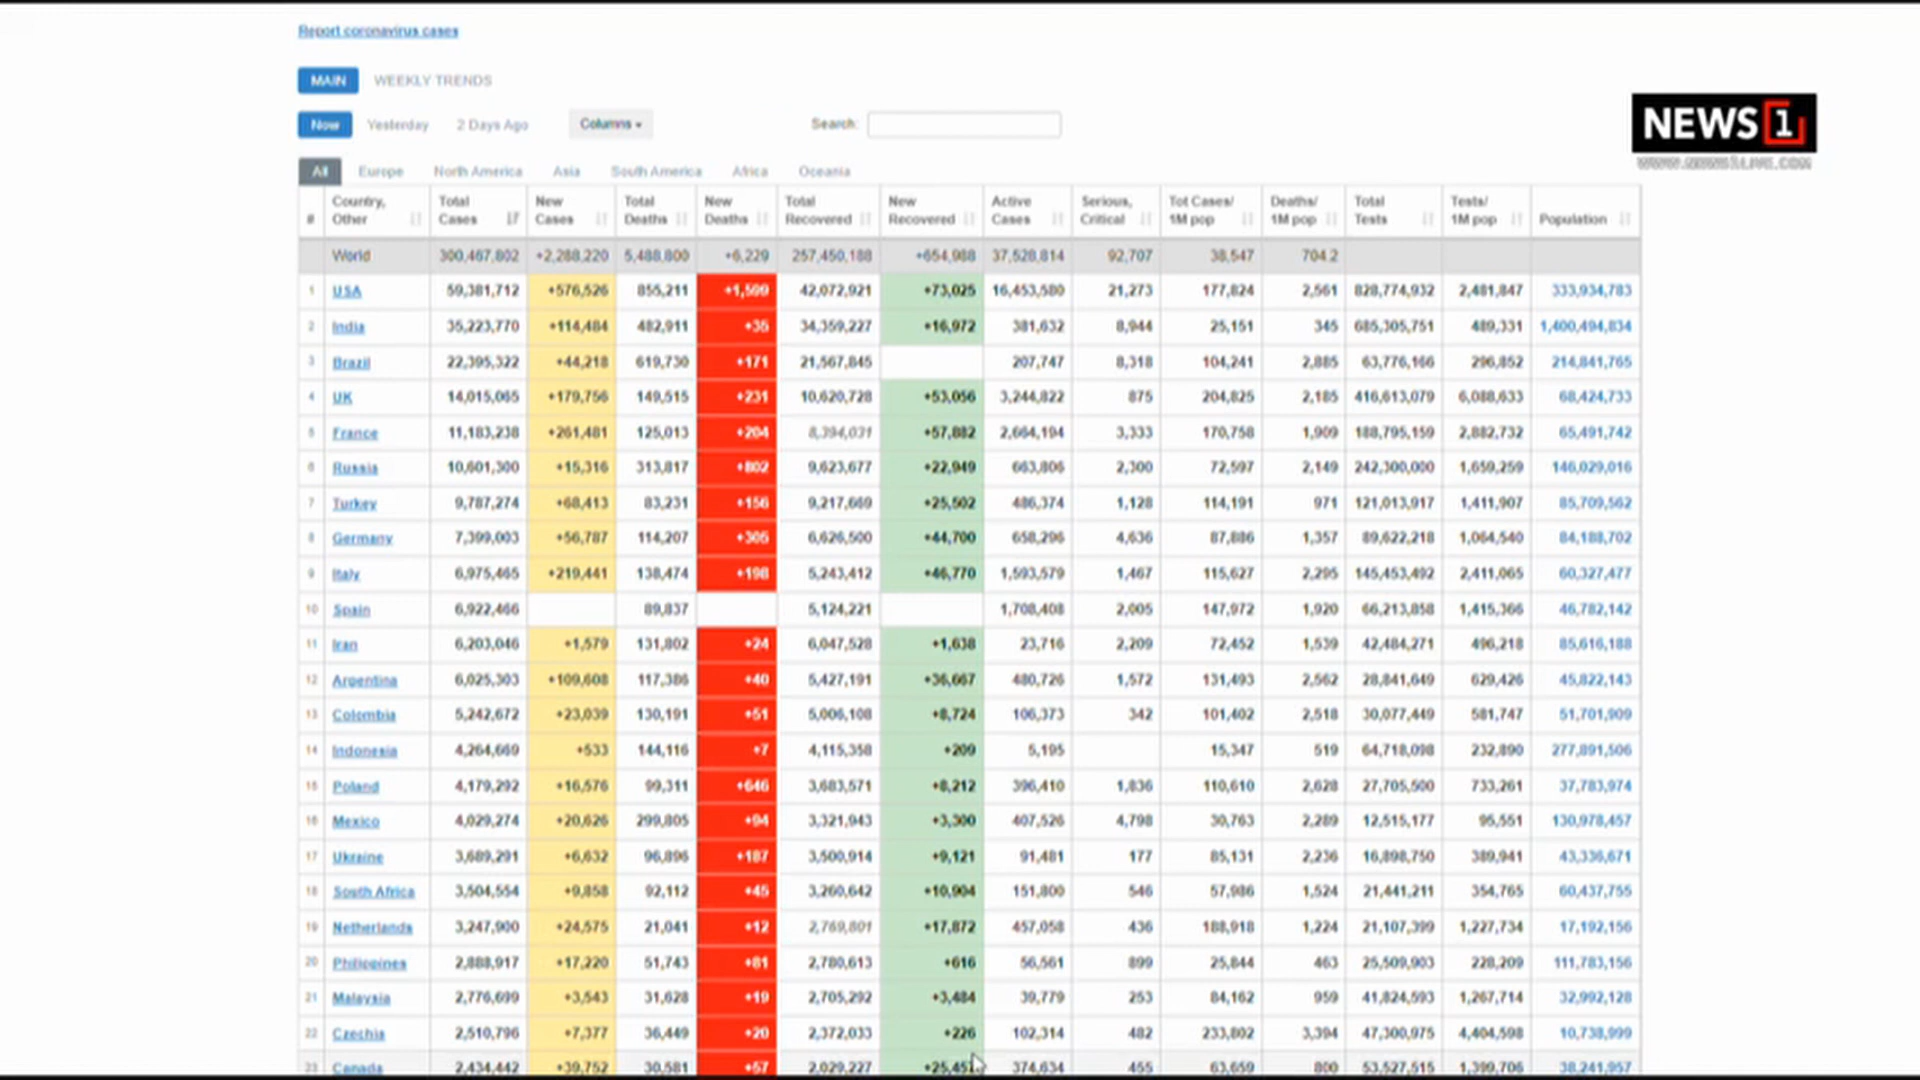 Report coronavirus cases
MAIN WEEKLY TRENDS
Now Yesterday 2 Days Ago Columns Search:
NEWS 1
All Europe North America Asia South America Africa Oceania
# Country, Other Total Cases New Cases Total Deaths New Deaths Total Recovered New Recovered Active Cases Serious, Critical Tot Cases/ 1M pop Deaths/ 1M pop Total Tests Tests/ 1M pop Population
World 300,467,802 +2,288,220 5,488,800 +6,229 257,450,188 +654,988 37,528,814 92,707 38,547 704.2
1 USA 59,381,712 +576,526 855,211 +1,599 42,072,921 +73,025 16,453,580 21,273 177,824 2,561 828,774,932 2,481,847 333,934,783
2 India 35,223,770 +114,484 482,911 +35 34,359,227 +16,972 381,632 8,944 25,151 345 685,305,751 489,331 1,400,494,834
3 Brazil 22,395,322 +44,218 619,730 +171 21,567,845 207,747 8,318 104,241 2,885 63,776,166 296,852 214,841,765
4 UK 14,015,065 +179,756 149,515 +231 10,620,728 +53,056 3,244,822 875 204,825 2,185 416,613,079 6,088,633 68,424,733
5 France 11,183,238 +261,481 125,013 +204 8,394,031 +57,882 2,664,194 3,333 170,758 1,909 188,795,159 2,882,732 65,491,742
6 Russia 10,601,300 +15,316 313,817 +802 9,623,677 +22,949 663,806 2,300 72,597 2,149 242,300,000 1,659,259 146,029,016
7 Turkey 9,787,274 +68,413 83,231 +156 9,217,669 +25,502 486,374 1,128 114,191 971 121,013,917 1,411,907 85,709,562
8 Germany 7,399,003 +56,787 114,207 +305 6,626,500 +44,700 658,296 4,636 87,886 1,357 89,622,218 1,064,540 84,188,702
9 Italy 6,975,465 +219,441 138,474 +198 5,243,412 +46,770 1,593,579 1,467 115,627 2,295 145,453,492 2,411,065 60,327,477
10 Spain 6,922,466 89,837 5,124,221 1,708,408 2,005 147,972 1,920 66,213,858 1,415,366 46,782,142
11 Iran 6,203,046 +1,579 131,802 +24 6,047,528 +1,638 23,716 2,209 72,452 1,539 42,484,271 496,218 85,616,188
12 Argentina 6,025,303 +109,608 117,386 +40 5,427,191 +36,667 480,726 1,572 131,493 2,562 28,841,649 629,426 45,822,143
13 Colombia 5,242,672 +23,039 130,191 +51 5,006,108 +8,724 106,373 342 101,402 2,518 30,077,449 581,747 51,701,909
14 Indonesia 4,264,669 +533 144,116 +7 4,115,358 +209 5,195 15,347 519 64,718,098 232,890 277,891,506
15 Poland 4,179,292 +16,576 99,311 +646 3,683,571 +8,212 396,410 1,836 110,610 2,628 27,705,500 733,261 37,783,974
16 Mexico 4,029,274 +20,626 299,805 +94 3,321,943 +3,300 407,526 4,798 30,763 2,289 12,515,177 95,551 130,978,457
17 Ukraine 3,689,291 +6,632 96,896 +187 3,500,914 +9,121 91,481 177 85,131 2,236 16,898,750 389,941 43,336,671
18 South Africa 3,504,554 +9,858 92,112 +45 3,260,642 +10,904 151,800 546 57,986 1,524 21,441,211 354,765 60,437,755
19 Netherlands 3,247,900 +24,575 21,041 +12 2,769,801 +17,872 457,058 436 188,918 1,224 21,107,399 1,227,734 17,192,156
20 Philippines 2,888,917 +17,220 51,743 +81 2,780,613 +616 56,561 899 25,844 463 25,509,903 228,209 111,783,156
21 Malaysia 2,776,699 +3,543 31,628 +19 2,705,292 +3,484 39,779 253 84,162 959 41,824,593 1,267,714 32,992,128
22 Czechia 2,510,796 +7,377 36,449 +20 2,372,033 +226 102,314 482 233,802 3,394 47,300,975 4,404,598 10,738,999
23 Canada 2,434,442 +39,752 30,581 +57 2,029,227 374,634 455 63,659 800 53,527,515 1,399,706 38,241,957